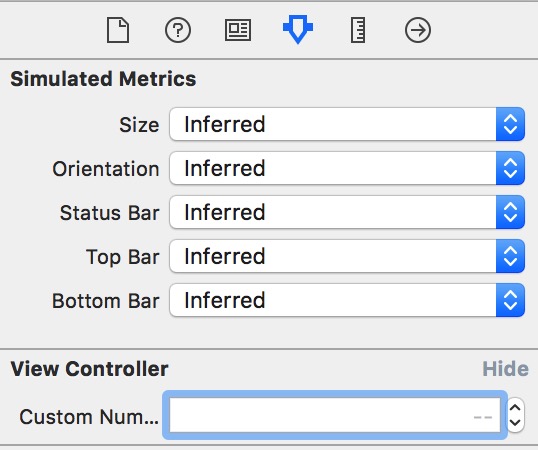 Simulated Metrics
Size Inferred
Orientation Inferred
Status Bar Inferred
Top Bar Inferred
Bottom Bar Inferred
View Controller Hide
Custom Num... --